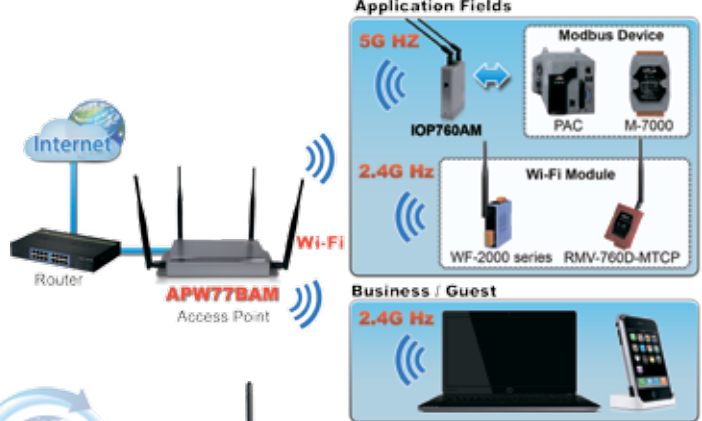 Application Fields
5G HZ
Modbus Device
IOP760AM
PAC
M-7000
2.4G Hz
Wi-Fi Module
WF-2000 series
RMV-760D-MTCP
Internet
Router
Wi-Fi
APW77BAM
Access Point
Business / Guest
2.4G Hz